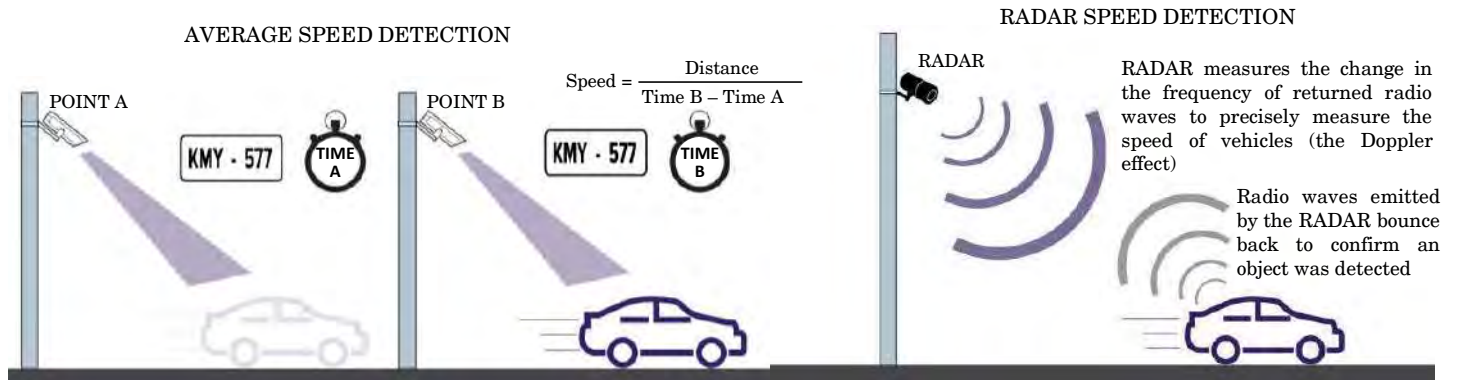 AVERAGE SPEED DETECTION
Speed = Distance / Time B – Time A
POINT A
KMY - 577
TIME
A
POINT B
KMY - 577
TIME
B
RADAR SPEED DETECTION
RADAR
RADAR measures the change in
the frequency of returned radio
waves to precisely measure the
speed of vehicles (the Doppler
effect)
Radio waves emitted
by the RADAR bounce
back to confirm an
object was detected